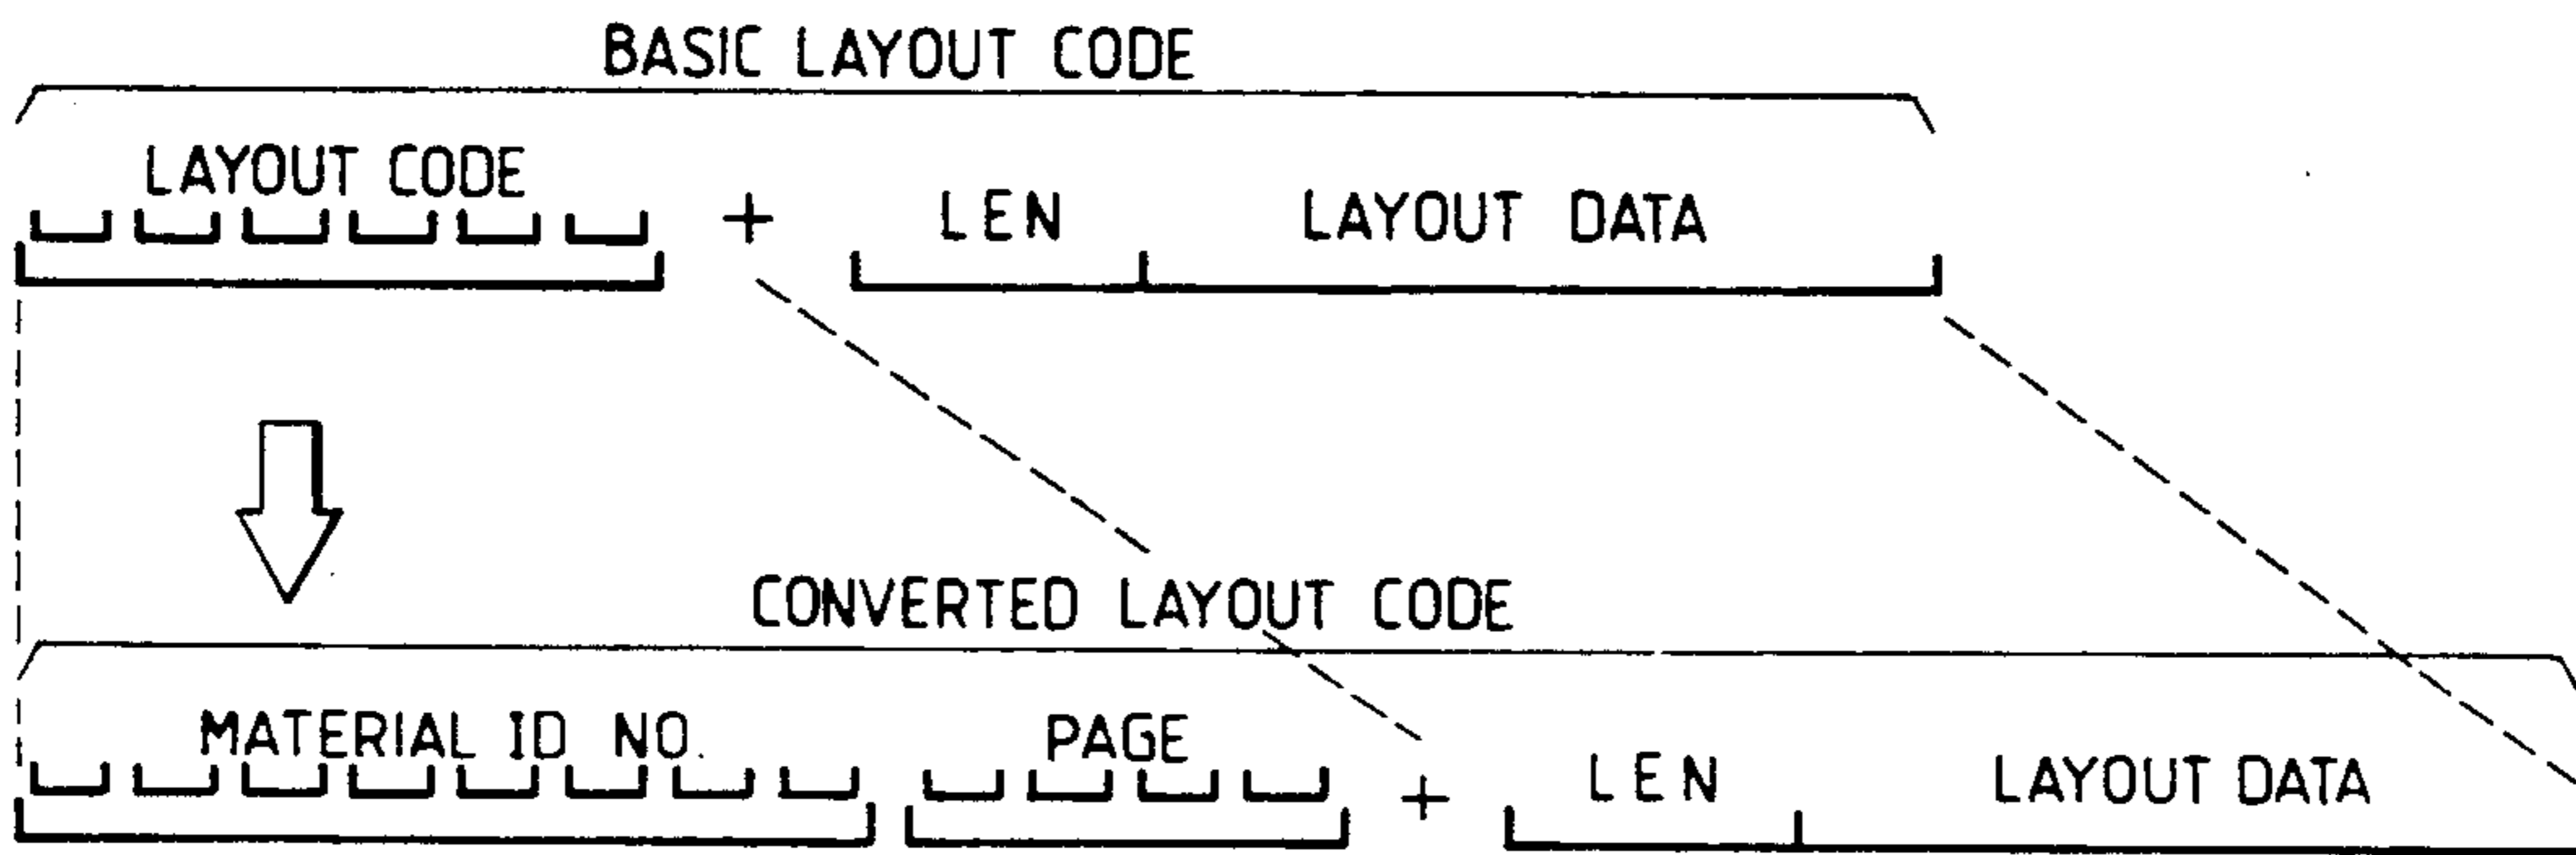 BASIC LAYOUT CODE
LAYOUT CODE + LEN LAYOUT DATA
CONVERTED LAYOUT CODE
MATERIAL ID NO. PAGE + LEN LAYOUT DATA